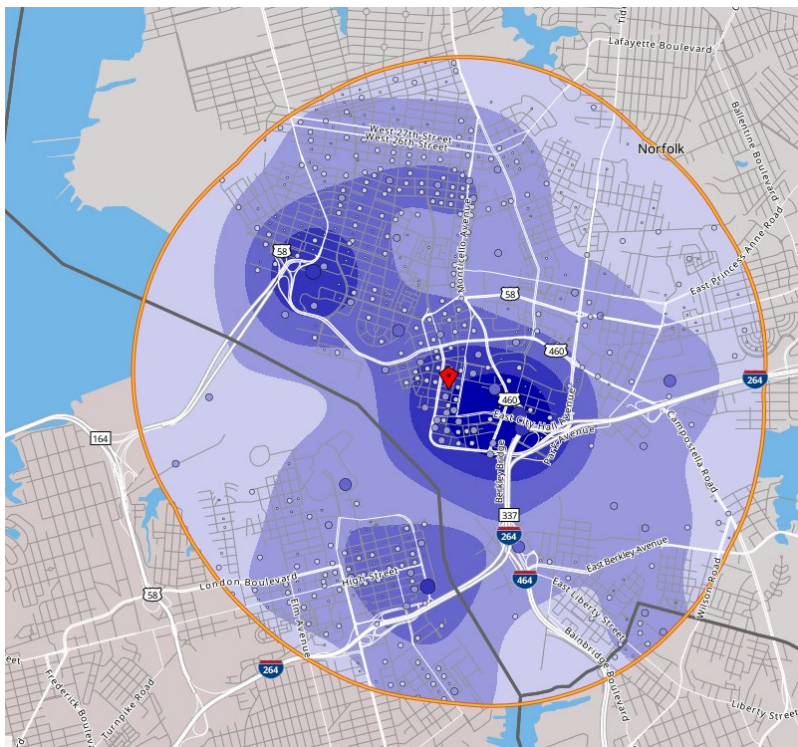 Tid
Lafayette Boulevard
West 27th Street
West 26th Street
Norfolk
Ballentine Boulevard
Monticello Avenue
58
East Princess Anne Road
58
460
264
460
East City Hall Avenue
Park Avenue
Campostella Road
164
Berkley Bridge
337
264
East Berkley Avenue
464
London Boulevard
High Street
58
Elm Avenue
East Liberty Street
Wilson Road
Bainbridge Boulevard
reet
264
Frederick Boulev
Turnpike Road
Liberty Street